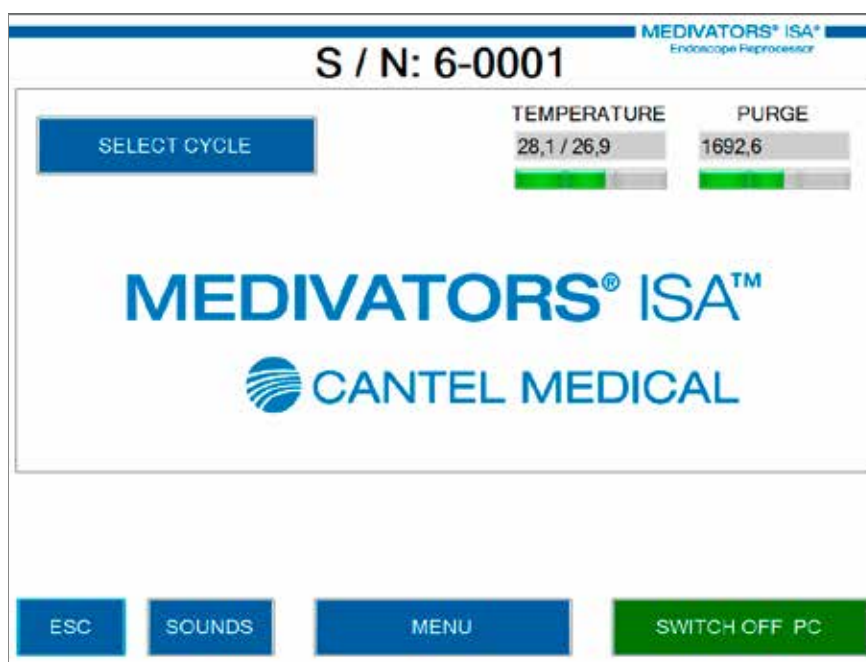 MEDIVATORS® ISA®
Endoscope Reprocessor
S / N: 6-0001
SELECT CYCLE
TEMPERATURE
PURGE
28,1 / 26,9
1692,6
MEDIVATORS® ISA™
CANTEL MEDICAL
ESC
SOUNDS
MENU
SWITCH OFF PC